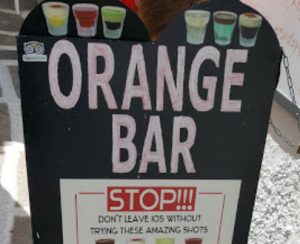 ORANGE
BAR
STOP!!!
DON'T LEAVE IOS WITHOUT
TRYING THESE AMAZING SHOTS